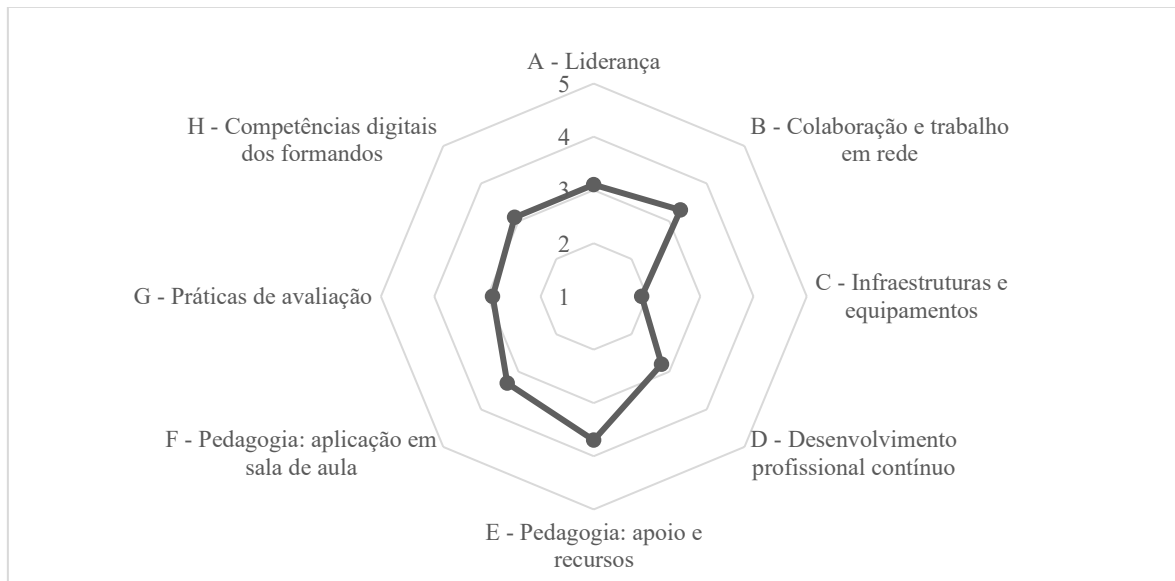 A - Liderança
5
4
3
2
1
B - Colaboração e trabalho
em rede
C - Infraestruturas e
equipamentos
D - Desenvolvimento
profissional contínuo
E - Pedagogia: apoio e
recursos
F - Pedagogia: aplicação em
sala de aula
G - Práticas de avaliação
H - Competências digitais
dos formandos